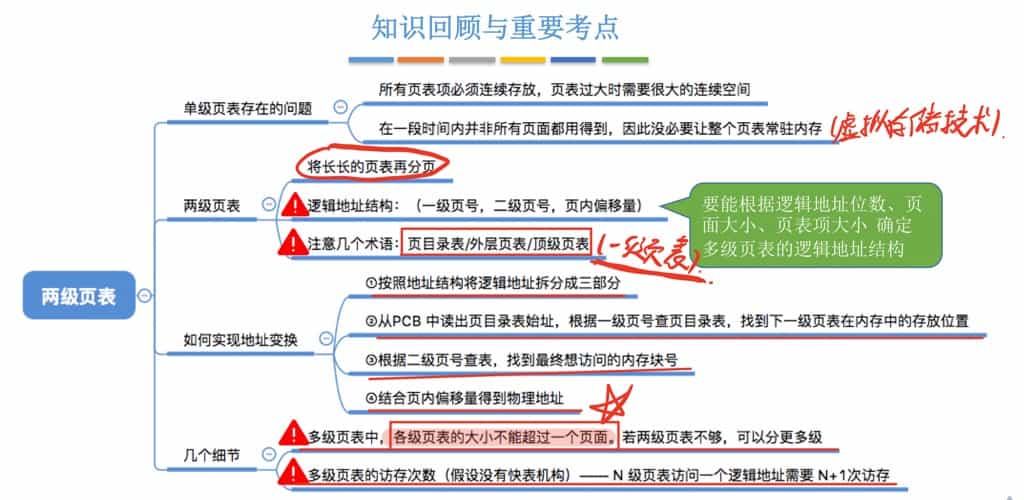 知识回顾与重要考点
单级页表存在的问题
所有页表项必须连续存放，页表过大时需要很大的连续空间
在一段时间内并非所有页面都用得到，因此没必要让整个页表常驻内存
(虚拟存储技术)
两级页表
将长长的页表再分页
逻辑地址结构：（一级页号，二级页号，页内偏移量）
注意几个术语：页目录表/外层页表/顶级页表
(一级页表)
要能根据逻辑地址位数、页
面大小、页表项大小 确定
多级页表的逻辑地址结构
两级页表
如何实现地址变换
①按照地址结构将逻辑地址拆分成三部分
②从PCB 中读出页目录表始址，根据一级页号查页目录表，找到下一级页表在内存中的存放位置
③根据二级页号查表，找到最终想访问的内存块号
④结合页内偏移量得到物理地址
几个细节
多级页表中，各级页表的大小不能超过一个页面。若两级页表不够，可以分更多级
多级页表的访存次数（假设没有快表机构）—— N 级页表访问一个逻辑地址需要 N+1次访存